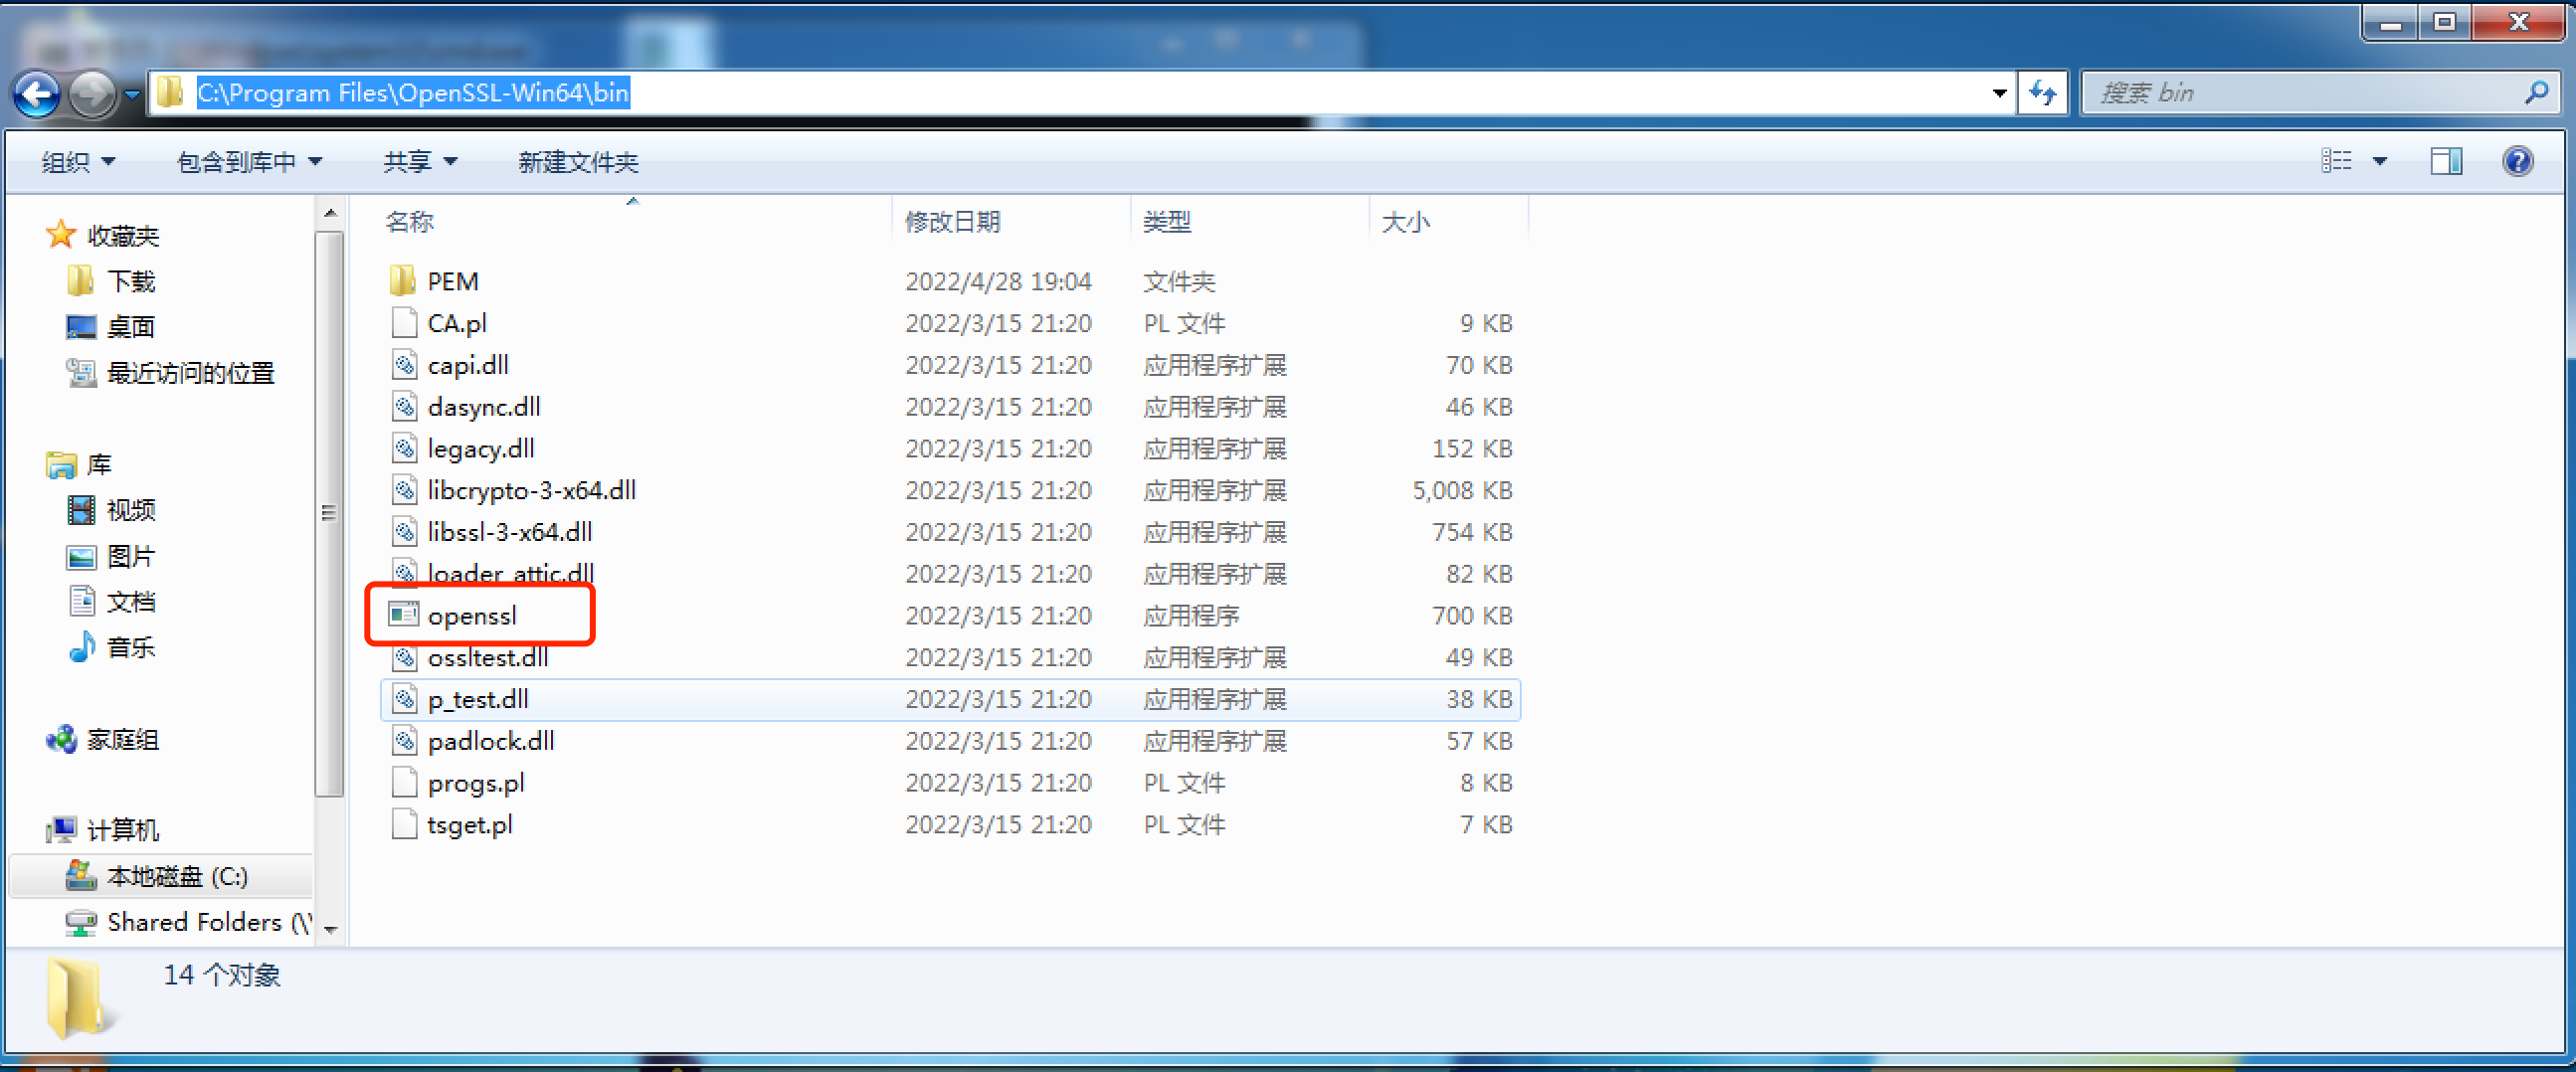 C:\Program Files\OpenSSL-Win64\bin
搜索 bin
组织 包含到库中 共享 新建文件夹
收藏夹
下载
桌面
最近访问的位置
库
视频
图片
文档
音乐
家庭组
计算机
本地磁盘 (C:)
Shared Folders (\\
名称 修改日期 类型 大小
PEM 2022/4/28 19:04 文件夹
CA.pl 2022/3/15 21:20 PL 文件 9 KB
capi.dll 2022/3/15 21:20 应用程序扩展 70 KB
dasync.dll 2022/3/15 21:20 应用程序扩展 46 KB
legacy.dll 2022/3/15 21:20 应用程序扩展 152 KB
libcrypto-3-x64.dll 2022/3/15 21:20 应用程序扩展 5,008 KB
libssl-3-x64.dll 2022/3/15 21:20 应用程序扩展 754 KB
loader_attic.dll 2022/3/15 21:20 应用程序扩展 82 KB
openssl 2022/3/15 21:20 应用程序 700 KB
ossltest.dll 2022/3/15 21:20 应用程序扩展 49 KB
p_test.dll 2022/3/15 21:20 应用程序扩展 38 KB
padlock.dll 2022/3/15 21:20 应用程序扩展 57 KB
progs.pl 2022/3/15 21:20 PL 文件 8 KB
tsget.pl 2022/3/15 21:20 PL 文件 7 KB
14 个对象